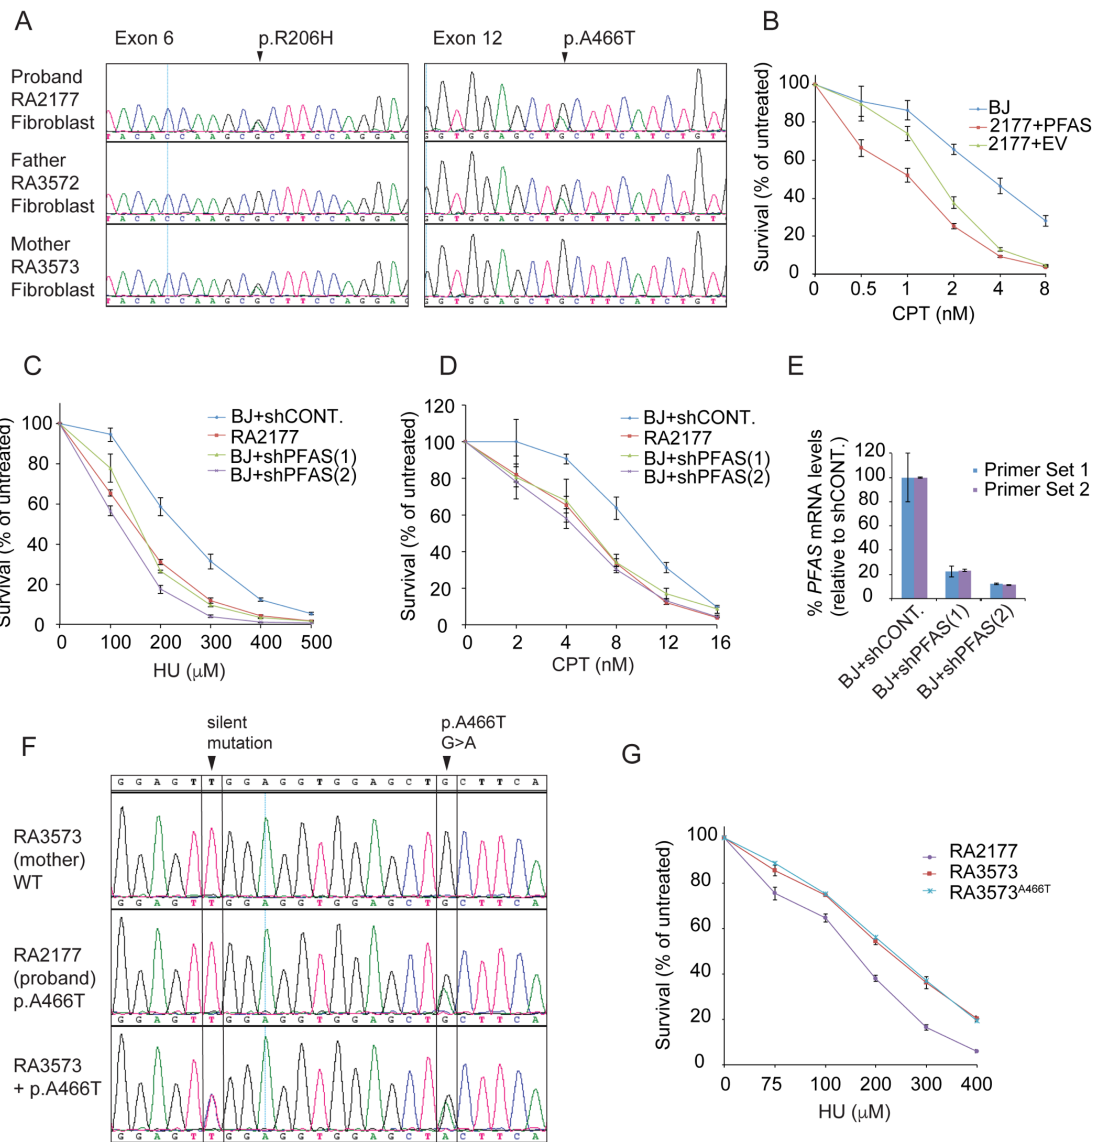 A
Exon 6
p.R206H
Exon 12
p.A466T
Proband
RA2177
Fibroblast
T A C A C C A A G C G C T T C C A G G A G
G G T G G A G C T G C T T C A T C T G T C
Father
RA3572
Fibroblast
T A C A C C A A G C G C T T C C A G G A G
G G T G G A G C T G C T T C A T C T G T C
Mother
RA3573
Fibroblast
T A C A C C A A G C G C T T C C A G G A G
G G T G G A G C T G C T T C A T C T G T C
B
Survival (% of untreated)
100
80
60
40
20
0
0 0.5 1 2 4 8
CPT (nM)
BJ
2177+PFAS
2177+EV
C
Survival (% of untreated)
100
80
60
40
20
0
0 100 200 300 400 500
HU (µM)
BJ+shCONT.
RA2177
BJ+shPFAS(1)
BJ+shPFAS(2)
D
Survival (% of untreated)
120
100
80
60
40
20
0
0 2 4 8 12 16
CPT (nM)
BJ+shCONT.
RA2177
BJ+shPFAS(1)
BJ+shPFAS(2)
E
% PFAS mRNA levels
(relative to shCONT.)
120
100
80
60
40
20
0
Primer Set 1
Primer Set 2
BJ+shCONT.
BJ+shPFAS(1)
BJ+shPFAS(2)
F
silent
mutation
p.A466T
G>A
G G A G T T G G A G G T G G A G C T G C T T C A
RA3573
(mother)
WT
G G A G T T G G A G G T G G A G C T G C T T C A
RA2177
(proband)
p.A466T
G G A G T T G G A G G T G G A G C T G C T T C A
RA3573
+ p.A466T
G G A G T T G G A G G T G G A G C T A C T T C A
G
Survival (% of untreated)
100
80
60
40
20
0
0 75 100 200 300 400
HU (µM)
RA2177
RA3573
RA3573A466T